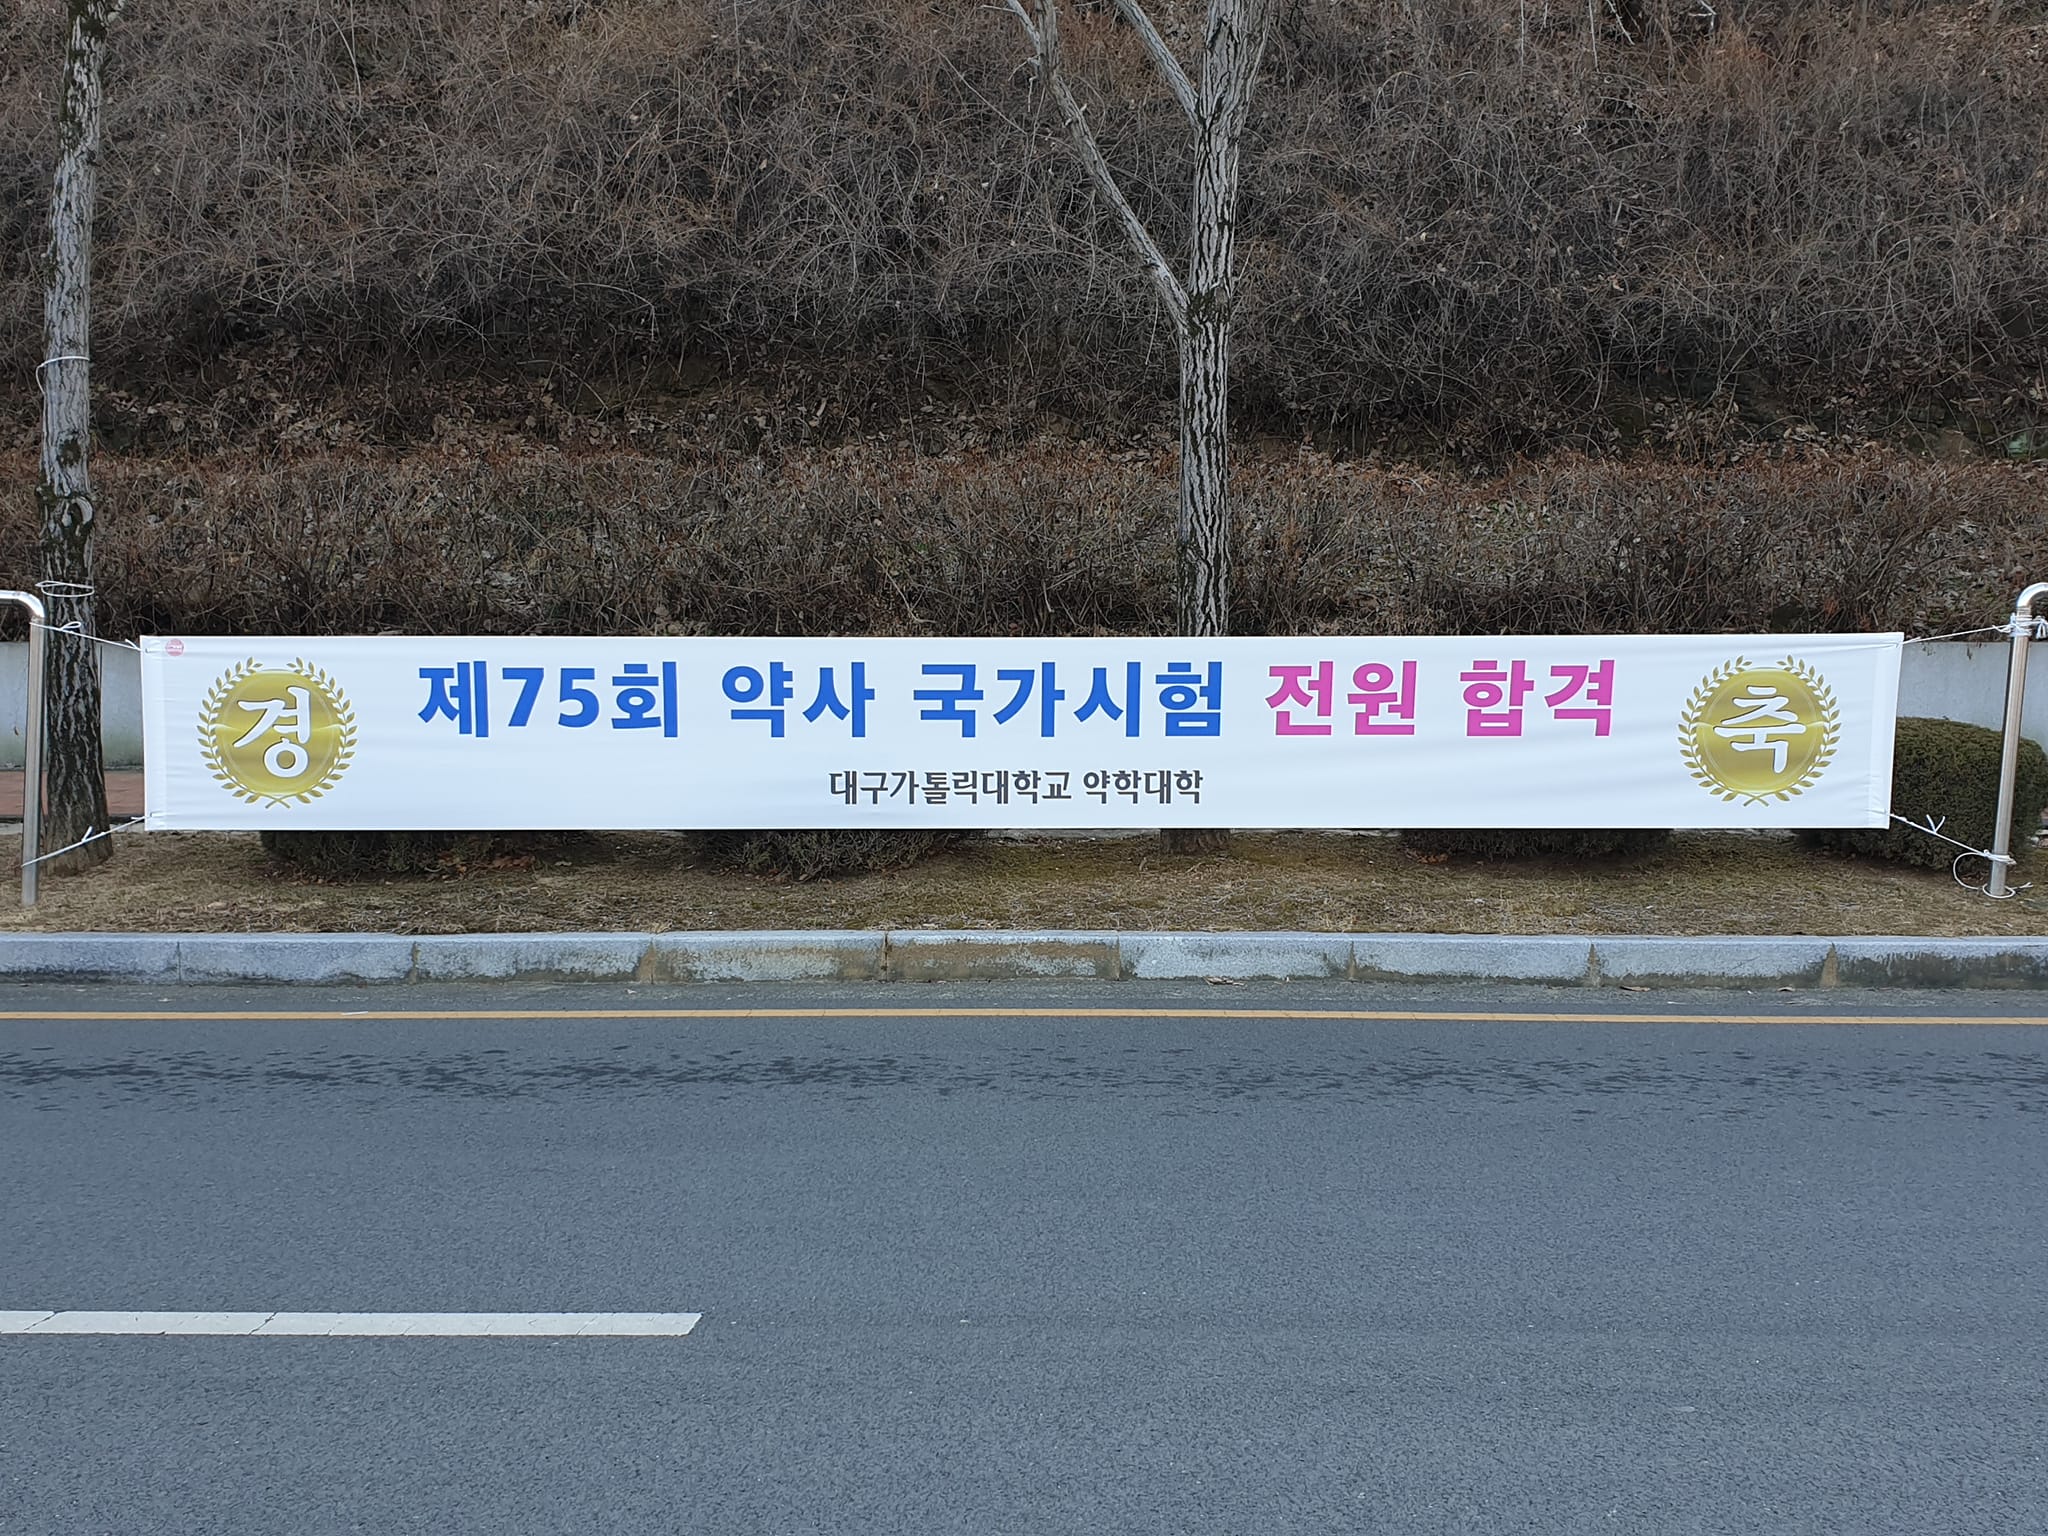 경
제75회 약사 국가시험 전원 합격
대구가톨릭대학교 약학대학
축